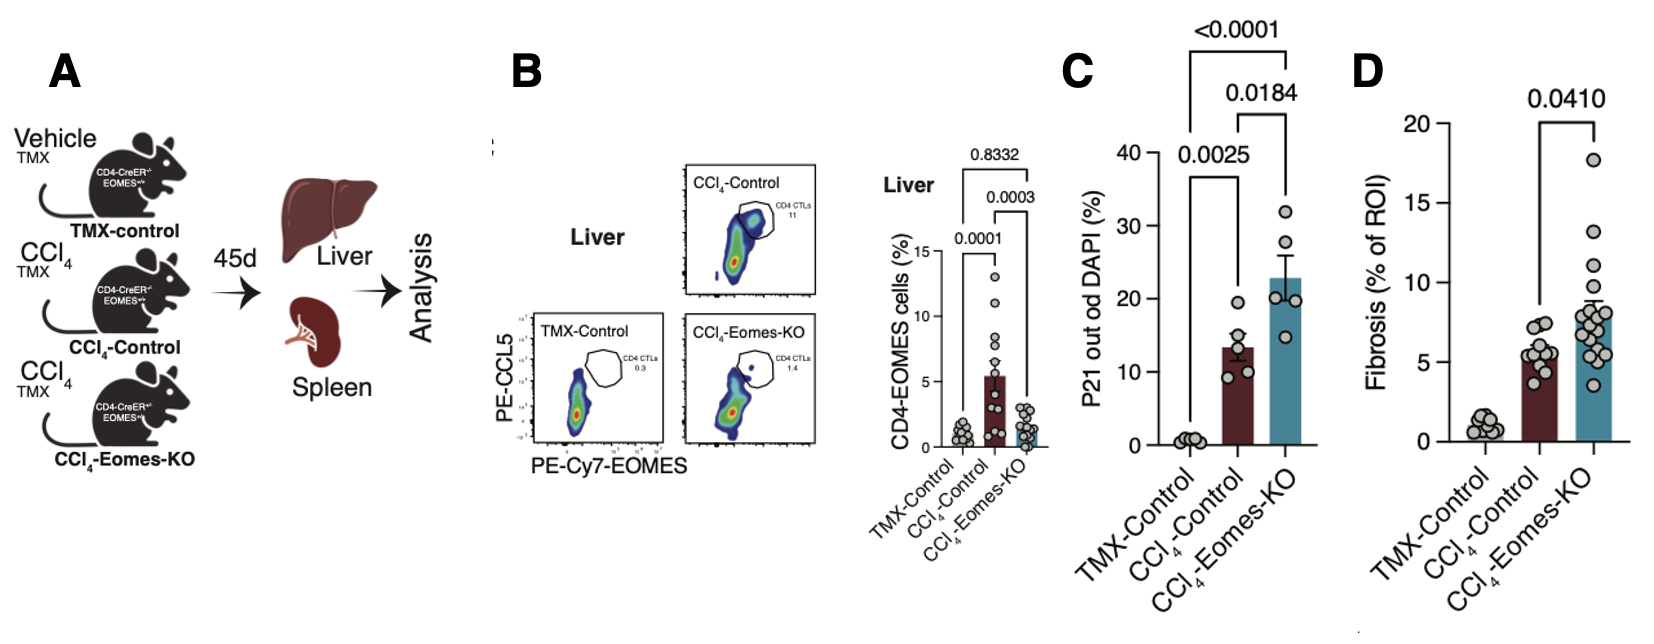 A
Vehicle
TMX
CD4-CreER⁺ᐟ⁻
EOMES⁺ᐟ⁺
TMX-control
CCl₄
TMX
CD4-CreER⁺ᐟ⁻
EOMES⁺ᐟ⁺
CCl₄-Control
CCl₄
TMX
CCl₄-Eomes-KO
45d
Liver
Spleen
Analysis
B
Liver
CCl₄-Control
CD4 CTLs
11
TMX-Control
CD4 CTLs
0.3
CCl₄-Eomes-KO
CD4 CTLs
1.4
PE-CCL5
PE-Cy7-EOMES
Liver
0.8332
0.0003
0.0001
CD4-EOMES cells (%)
15
10
5
0
TMX-Control
CCl₄-Control
CCl₄-Eomes-KO
C
<0.0001
0.0184
0.0025
P21 out od DAPI (%)
40
30
20
10
0
TMX-Control
CCl₄-Control
CCl₄-Eomes-KO
D
0.0410
Fibrosis (% of ROI)
20
15
10
5
0
TMX-Control
CCl₄-Control
CCl₄-Eomes-KO